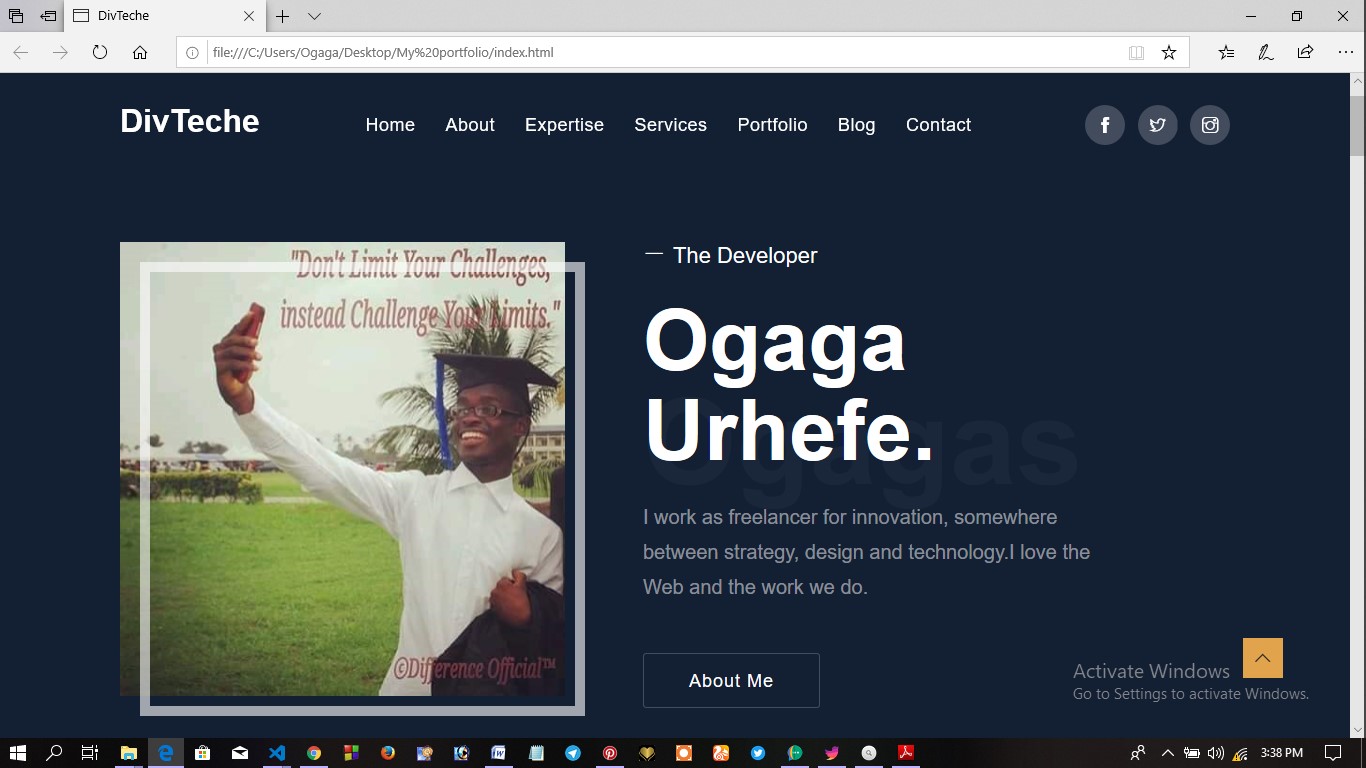 DivTeche
file:///C:/Users/Ogaga/Desktop/My%20portfolio/index.html
DivTeche
Home About Expertise Services Portfolio Blog Contact
"Don't Limit Your Challenges,
instead Challenge Your Limits."
©Difference Official™
— The Developer
Ogaga
Urhefe.
Ogagas
I work as freelancer for innovation, somewhere
between strategy, design and technology.I love the
Web and the work we do.
About Me
Activate Windows
Go to Settings to activate Windows.
3:38 PM